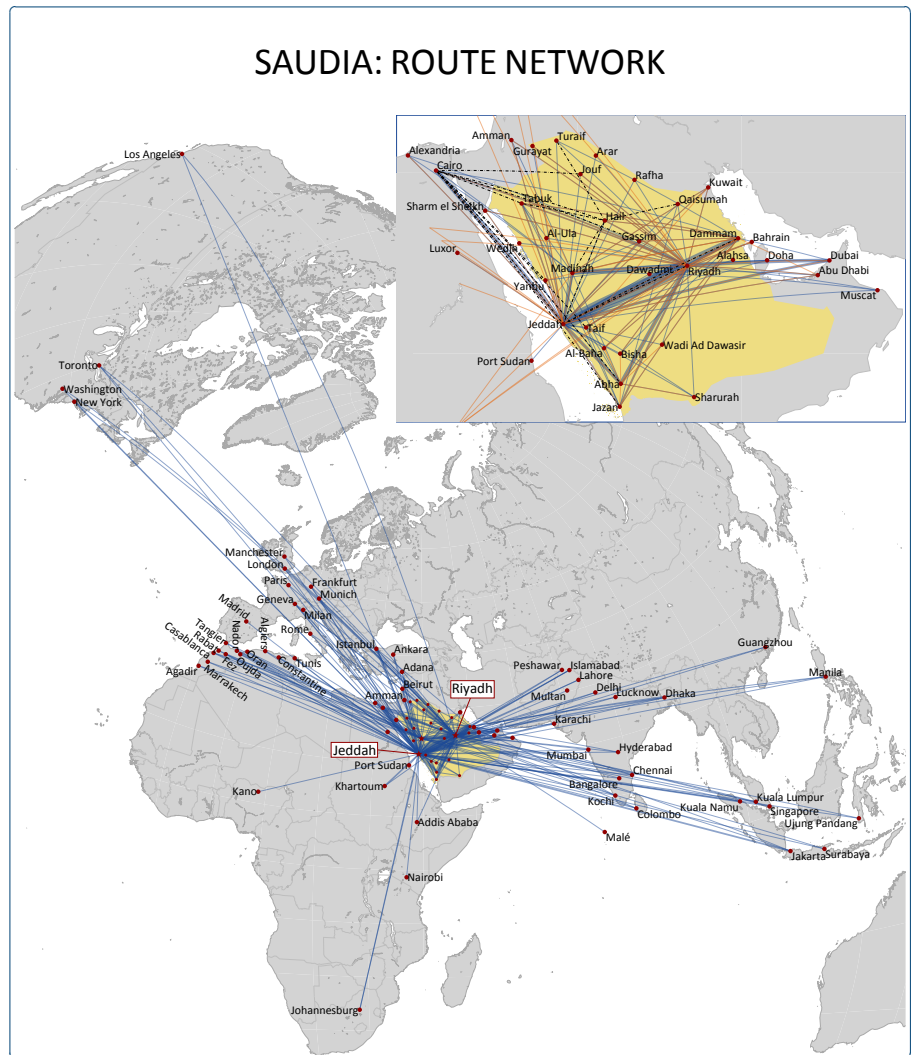 SAUDIA: ROUTE NETWORK
Los Angeles
Toronto
Washington
New York
Alexandria
Cairo
Amman
Gurayat
Turaif
Arar
Jouf
Rafha
Kuwait
Qaisumah
Sharm el Sheikh
Tabuk
Hail
Luxor
Wedjh
Al-Ula
Gassim
Dammam
Bahrain
Alahsa
Doha
Dubai
Abu Dhabi
Muscat
Madinah
Dawadmi
Riyadh
Yanbu
Jeddah
Taif
Port Sudan
Al-Baha
Bisha
Wadi Ad Dawasir
Abha
Jazan
Sharurah
Manchester
London
Paris
Frankfurt
Munich
Geneva
Milan
Madrid
Rome
Algiers
Nador
Tangier
Rabat
Casablanca
Fez
Oujda
Oran
Constantine
Tunis
Agadir
Marrakech
Istanbul
Ankara
Adana
Beirut
Amman
Riyadh
Jeddah
Port Sudan
Khartoum
Kano
Addis Ababa
Nairobi
Johannesburg
Peshawar
Islamabad
Lahore
Multan
Delhi
Lucknow
Dhaka
Karachi
Mumbai
Hyderabad
Chennai
Bangalore
Kochi
Colombo
Malé
Guangzhou
Manila
Kuala Namu
Kuala Lumpur
Singapore
Ujung Pandang
Jakarta
Surabaya